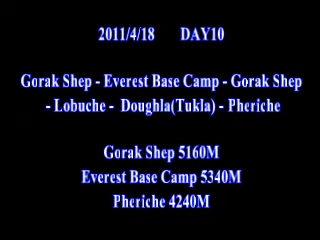 2011/4/18 DAY10
Gorak Shep - Everest Base Camp - Gorak Shep
- Lobuche - Doughla(Tukla) - Pheriche
Gorak Shep 5160M
Everest Base Camp 5340M
Pheriche 4240M